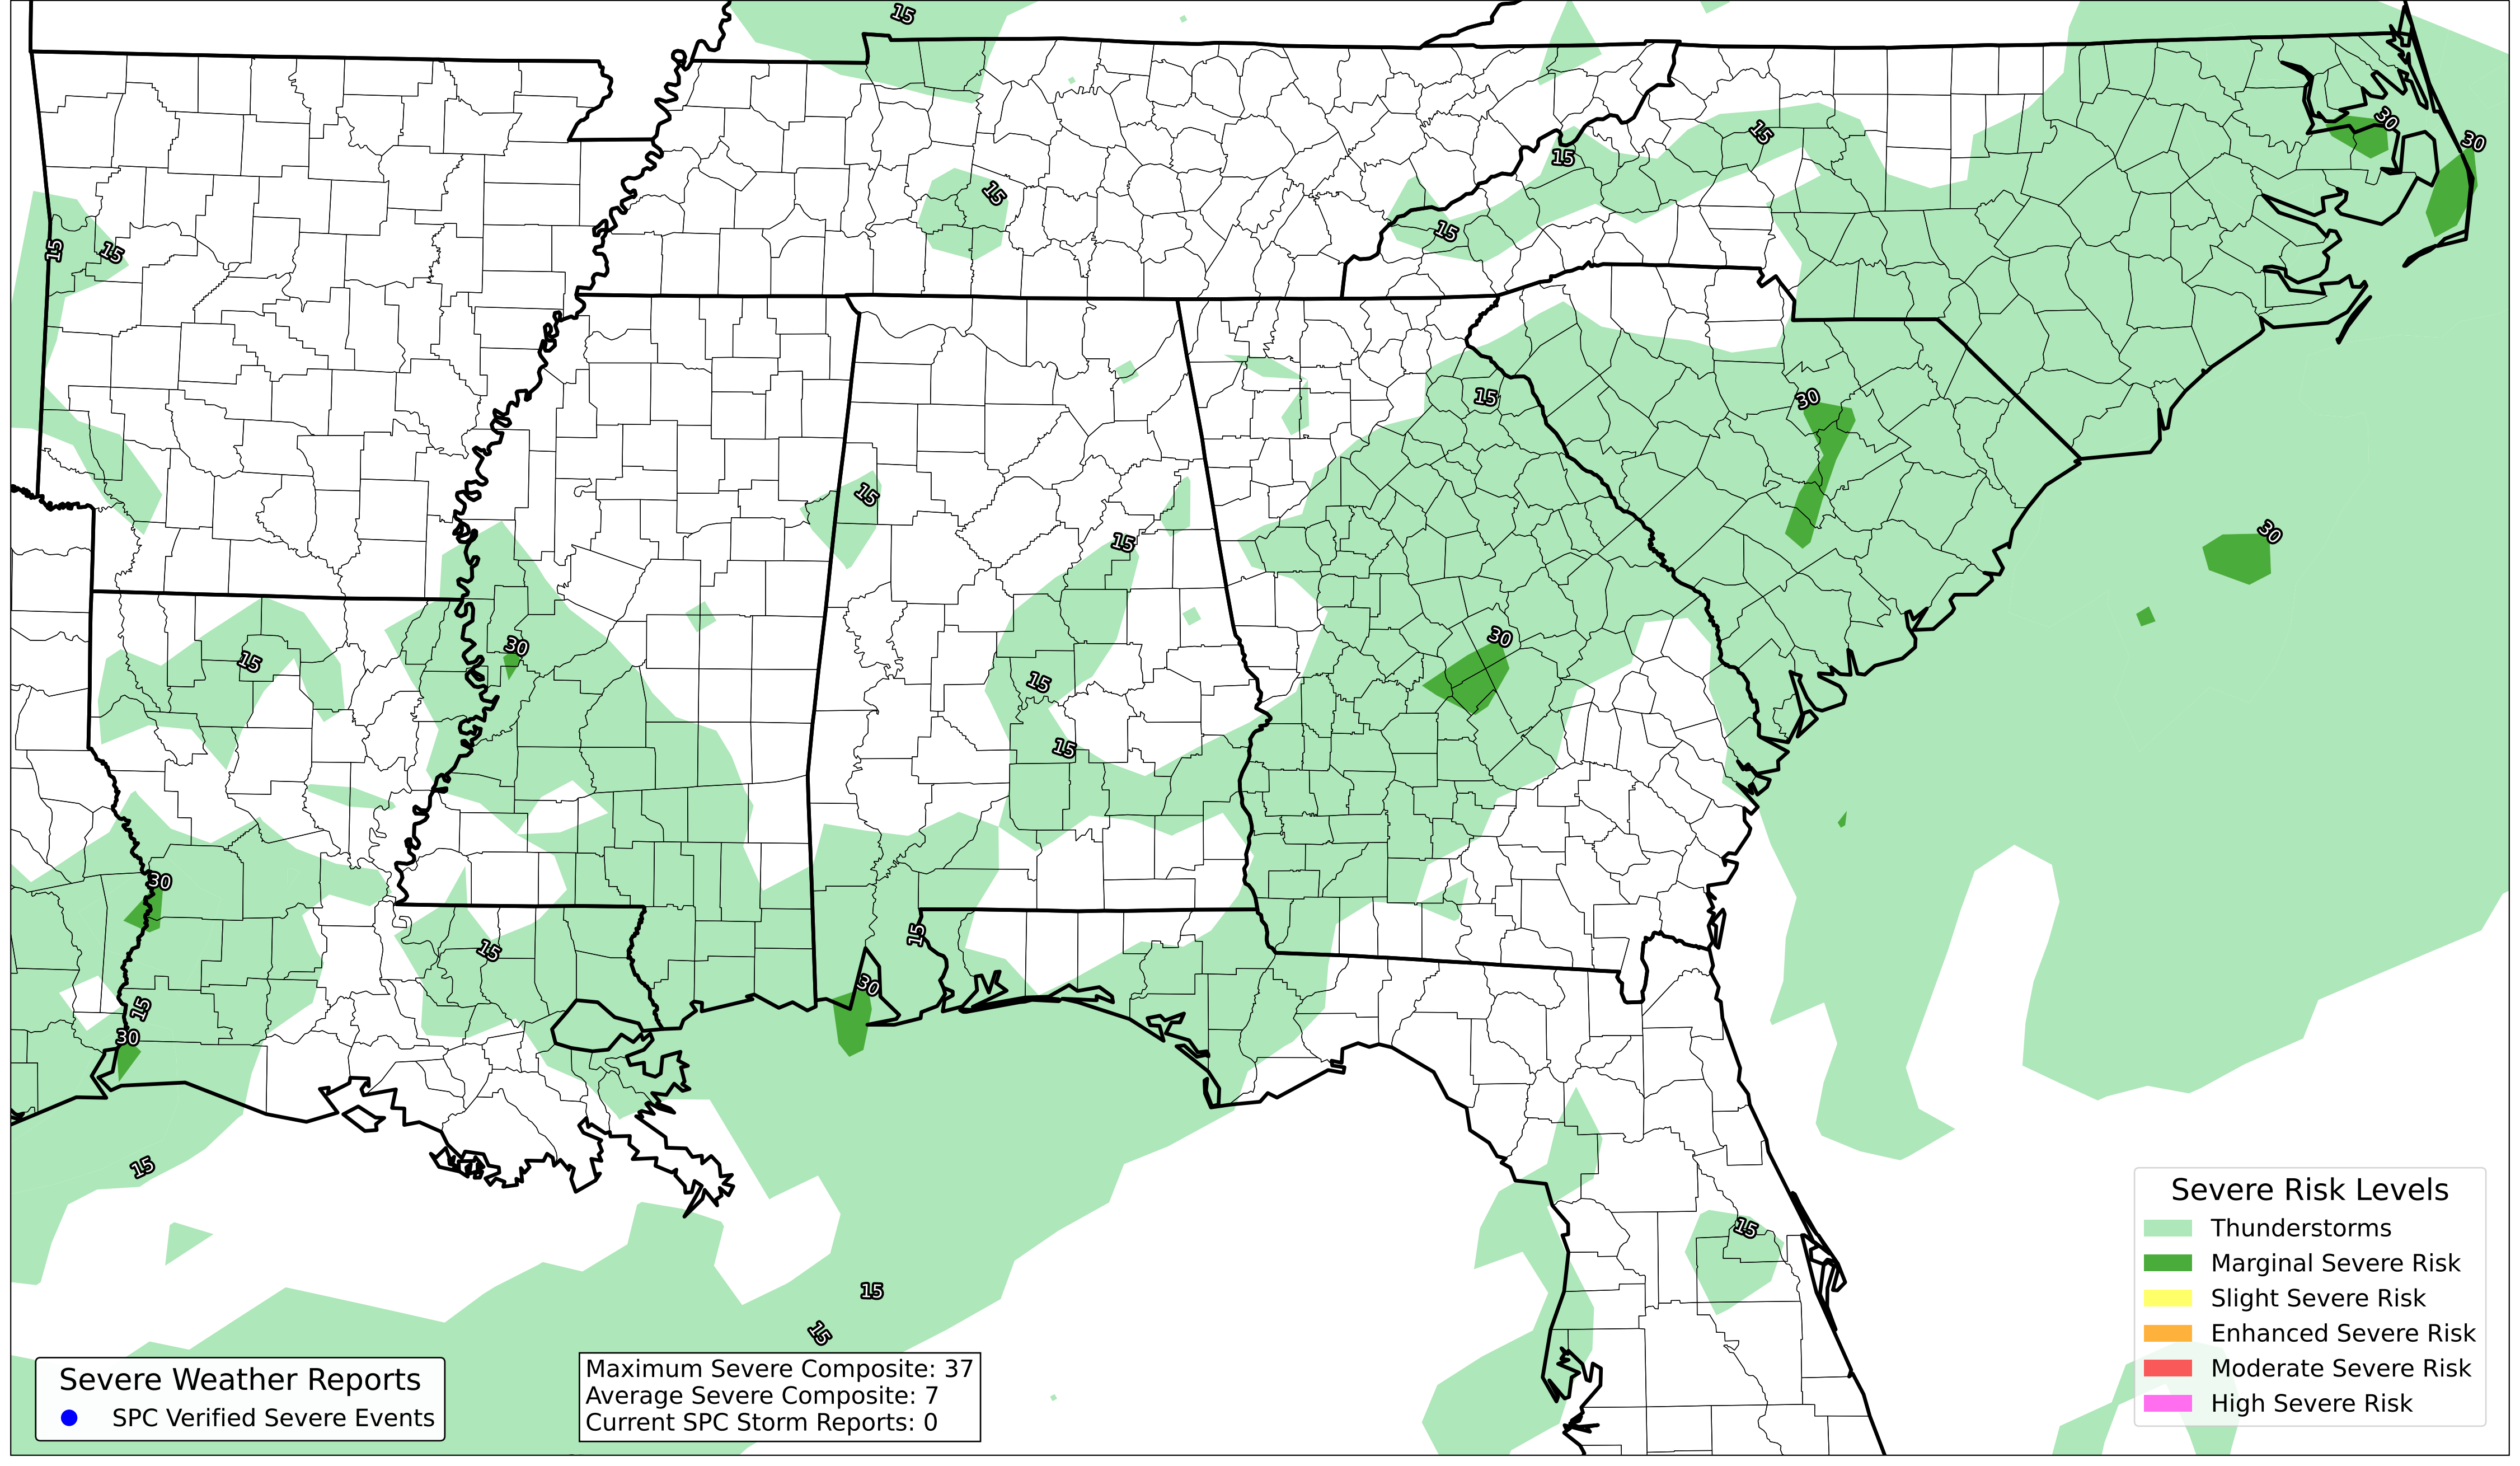 15
30
30
15
15
15
15
15
15
15
15
30
15
15
30
15
30
30
15
15
15
30
15
15
30
15
30
15
15
15
15
Severe Weather Reports
SPC Verified Severe Events
Maximum Severe Composite: 37
Average Severe Composite: 7
Current SPC Storm Reports: 0
Severe Risk Levels
Thunderstorms
Marginal Severe Risk
Slight Severe Risk
Enhanced Severe Risk
Moderate Severe Risk
High Severe Risk